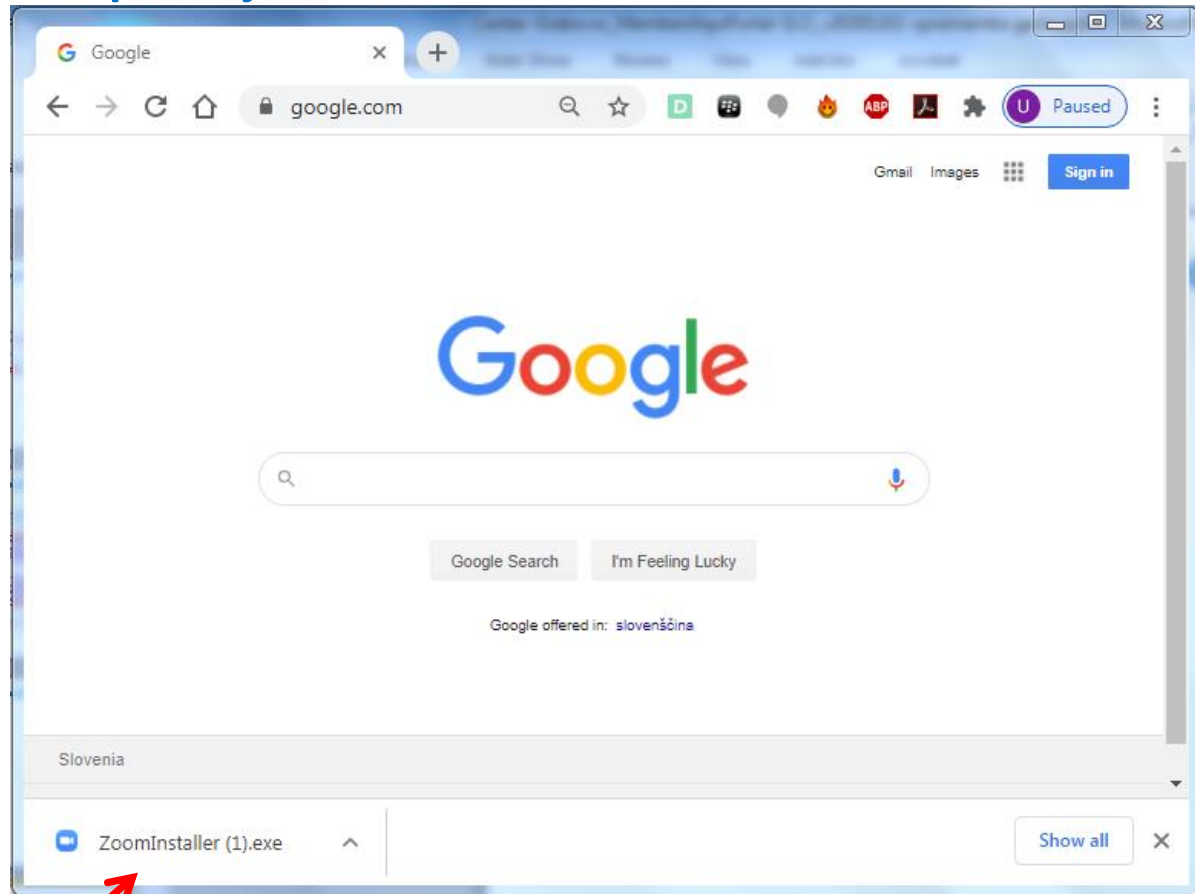 Google
google.com
ABP
U Paused
Gmail Images Sign in
Google
Google Search I'm Feeling Lucky
Google offered in: slovenščina
Slovenia
ZoomInstaller (1).exe Show all